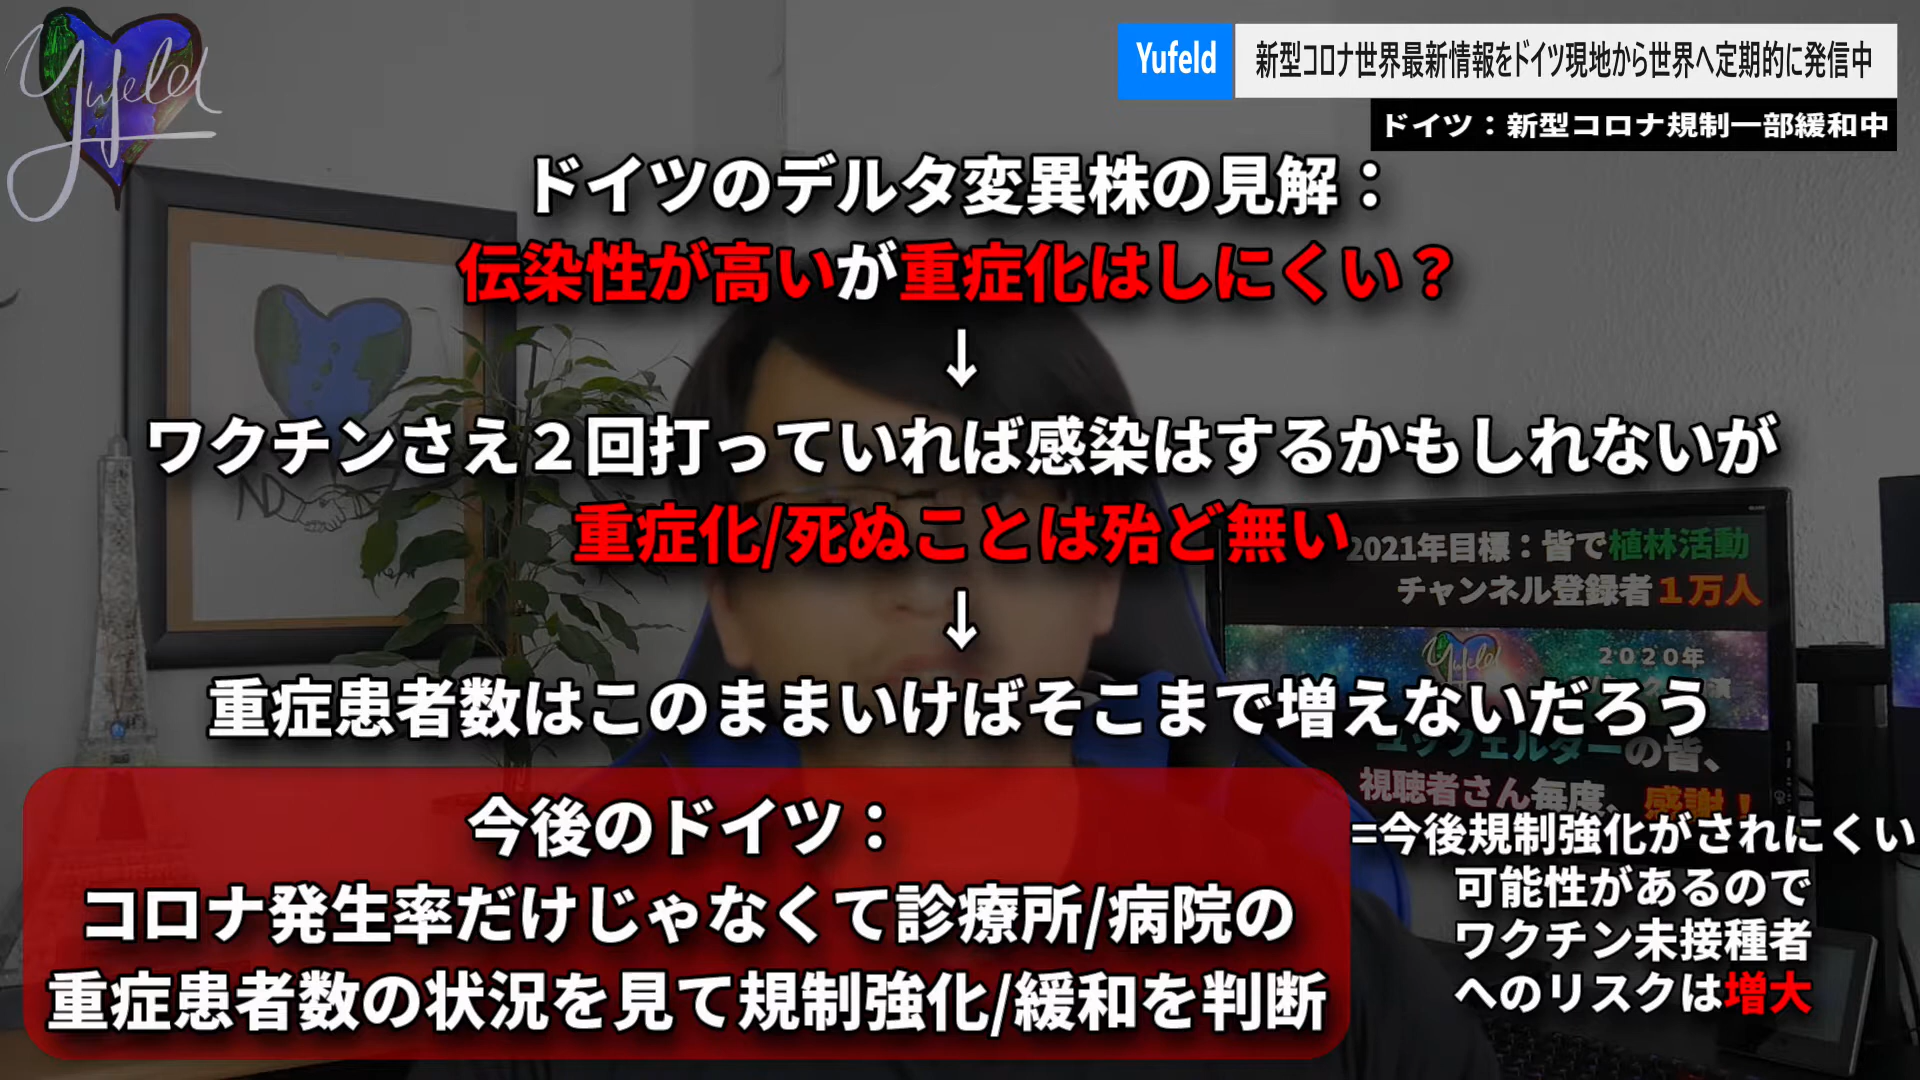 Yufeld
Yufeld
新型コロナ世界最新情報をドイツ現地から世界へ定期的に発信中
ドイツ：新型コロナ規制一部緩和中
ドイツのデルタ変異株の見解：
伝染性が高いが重症化はしにくい？
↓
ワクチンさえ２回打っていれば感染はするかもしれないが
重症化/死ぬことは殆ど無い
↓
重症患者数はこのままいけばそこまで増えないだろう
2021年目標：皆で植林活動
チャンネル登録者１万人
Yufeld
２０２０年
ユッフェルダーの皆、
視聴者さん毎度、感謝！
今後のドイツ：
コロナ発生率だけじゃなくて診療所/病院の
重症患者数の状況を見て規制強化/緩和を判断
=今後規制強化がされにくい
可能性があるので
ワクチン未接種者
へのリスクは増大